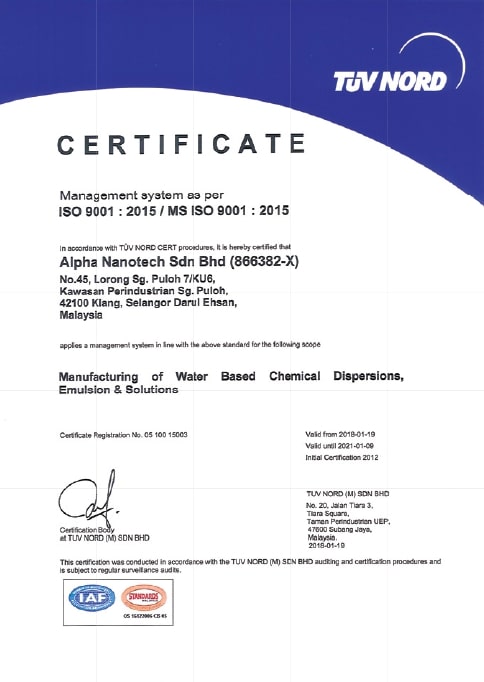 TÜV NORD
CERTIFICATE
Management system as per
ISO 9001 : 2015 / MS ISO 9001 : 2015
In accordance with TÜV NORD CERT procedures, it is hereby certified that
Alpha Nanotech Sdn Bhd (866382-X)
No.45, Lorong Sg. Puloh 7/KU6,
Kawasan Perindustrian Sg. Puloh,
42100 Klang, Selangor Darul Ehsan,
Malaysia
applies a management system in line with the above standard for the following scope
Manufacturing of Water Based Chemical Dispersions,
Emulsion & Solutions
Certificate Registration No. 05 100 15003
Valid from 2018-01-19
Valid until 2021-01-09
Initial Certification 2012
Certification Body
at TUV NORD (M) SDN BHD
TUV NORD (M) SDN BHD
No. 20, Jalan Tiara 3,
Tiara Square,
Taman Perindustrian UEP,
47600 Subang Jaya,
Malaysia.
2018-01-19
This certification was conducted in accordance with the TUV NORD (M) SDN BHD auditing and certification procedures and
is subject to regular surveillance audits.
IAF
STANDARDS